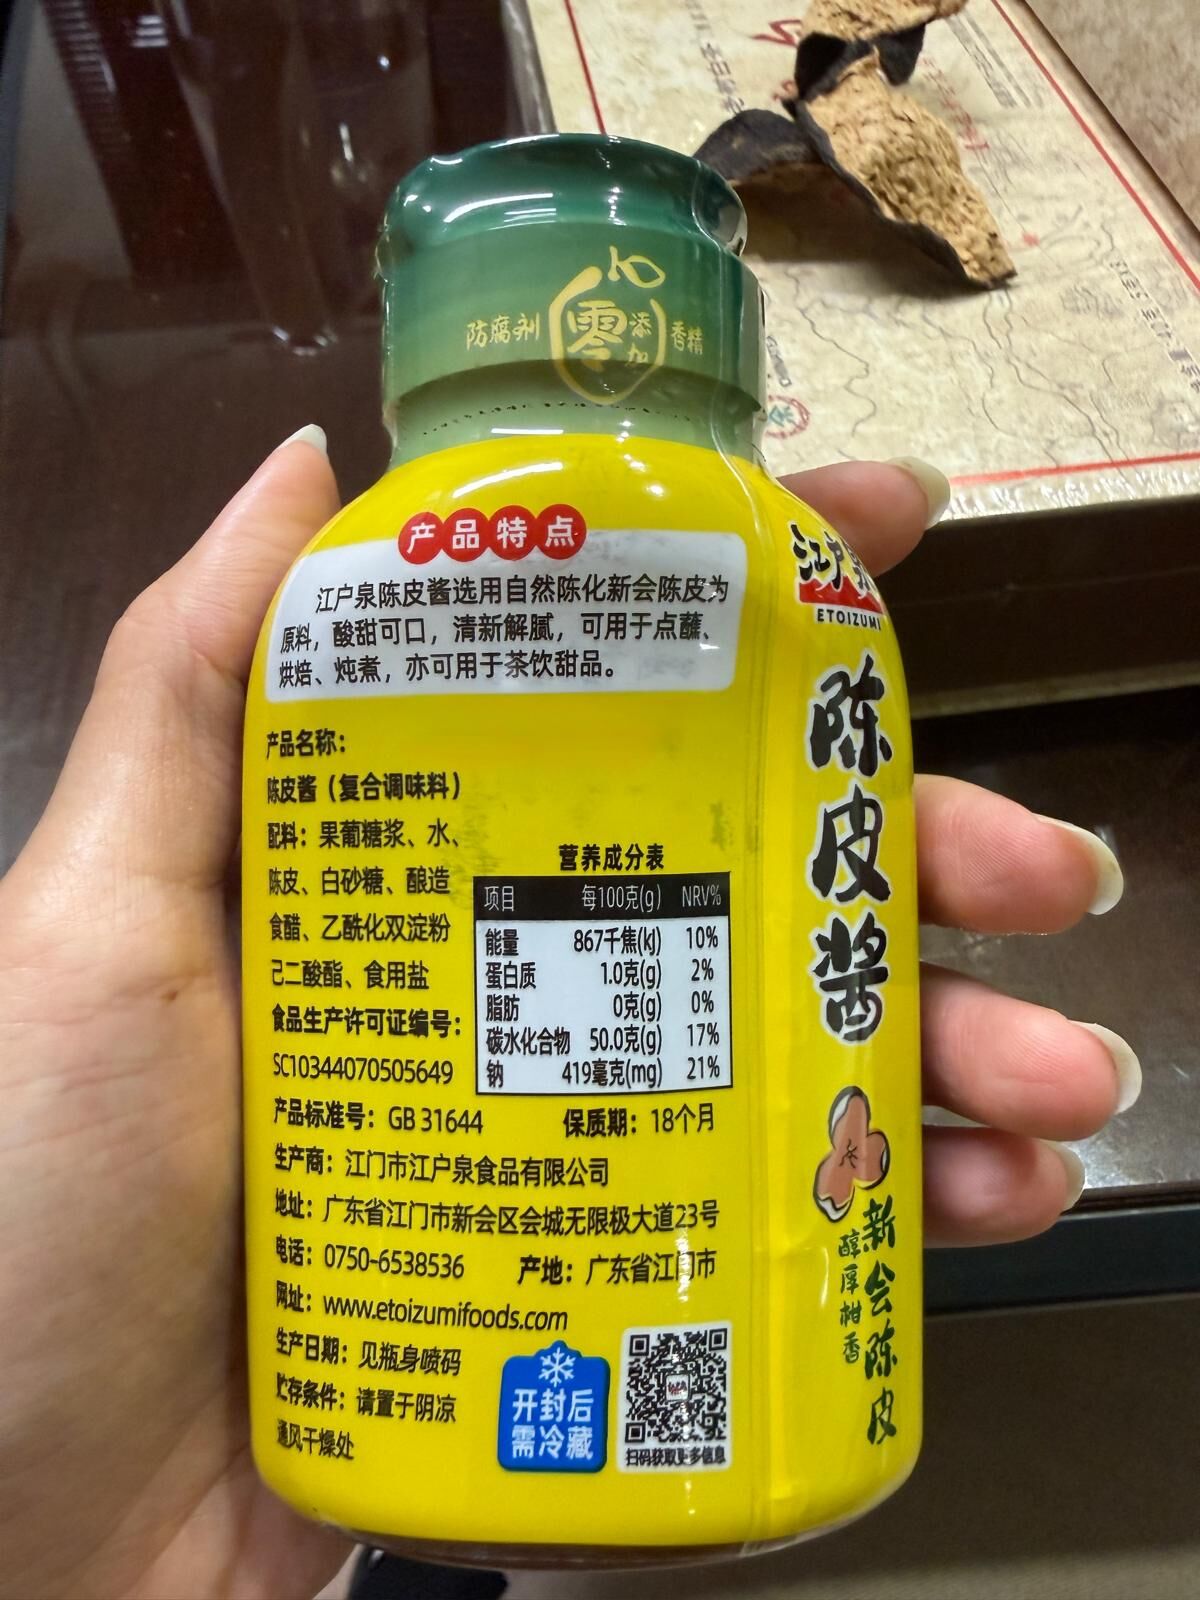 防腐剂 零添加 香精
产品特点
江户泉陈皮酱选用自然陈化新会陈皮为
原料，酸甜可口，清新解腻，可用于点蘸、
烘焙、炖煮，亦可用于茶饮甜品。
产品名称：
陈皮酱（复合调味料）
配料：果葡糖浆、水、
陈皮、白砂糖、酿造
食醋、乙酰化双淀粉
己二酸酯、食用盐
食品生产许可证编号：
SC10344070505649
营养成分表
项目 每100克(g) NRV%
能量 867千焦(kJ) 10%
蛋白质 1.0克(g) 2%
脂肪 0克(g) 0%
碳水化合物 50.0克(g) 17%
钠 419毫克(mg) 21%
产品标准号：GB 31644 保质期：18个月
生产商：江门市江户泉食品有限公司
地址：广东省江门市新会区会城无限极大道23号
电话：0750-6538536 产地：广东省江门市
网址：www.etoizumifoods.com
生产日期：见瓶身喷码
贮存条件：请置于阴凉
通风干燥处
开封后
需冷藏
扫码获取更多信息
江户泉
ETOIZUMI
陈皮酱
新会陈皮
醇厚柑香